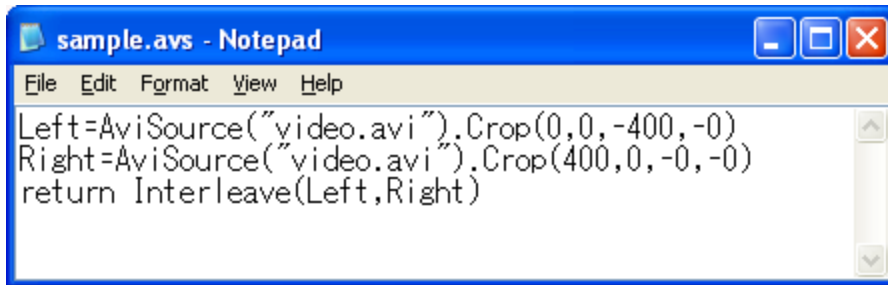 sample.avs - Notepad
File Edit Format View Help
Left=AviSource("video.avi").Crop(0,0,-400,-0)
Right=AviSource("video.avi").Crop(400,0,-0,-0)
return Interleave(Left,Right)